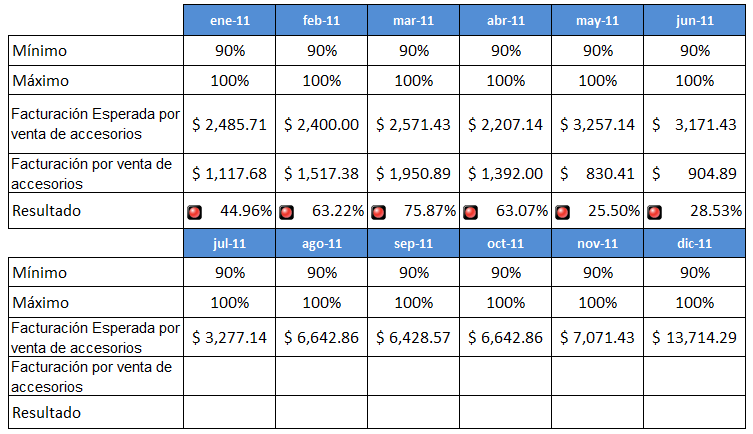 ene-11 feb-11 mar-11 abr-11 may-11 jun-11
Mínimo 90% 90% 90% 90% 90% 90%
Máximo 100% 100% 100% 100% 100% 100%
Facturación Esperada por
venta de accesorios $ 2,485.71 $ 2,400.00 $ 2,571.43 $ 2,207.14 $ 3,257.14 $ 3,171.43
Facturación por venta de
accesorios $ 1,117.68 $ 1,517.38 $ 1,950.89 $ 1,392.00 $ 830.41 $ 904.89
Resultado 44.96% 63.22% 75.87% 63.07% 25.50% 28.53%
jul-11 ago-11 sep-11 oct-11 nov-11 dic-11
Mínimo 90% 90% 90% 90% 90% 90%
Máximo 100% 100% 100% 100% 100% 100%
Facturación Esperada por
venta de accesorios $ 3,277.14 $ 6,642.86 $ 6,428.57 $ 6,642.86 $ 7,071.43 $ 13,714.29
Facturación por venta de
accesorios
Resultado